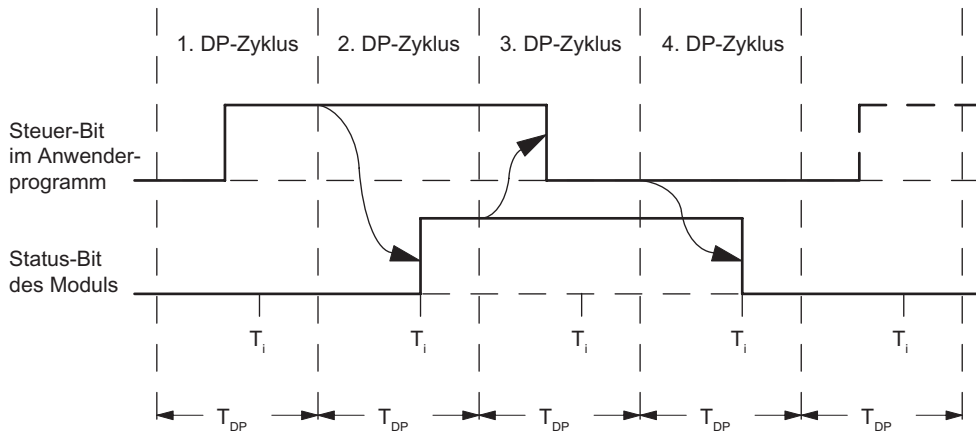 1. DP-Zyklus 2. DP-Zyklus 3. DP-Zyklus 4. DP-Zyklus
Steuer-Bit
im Anwender-
programm
Status-Bit
des Moduls
Ti Ti Ti Ti Ti
TDP TDP TDP TDP TDP